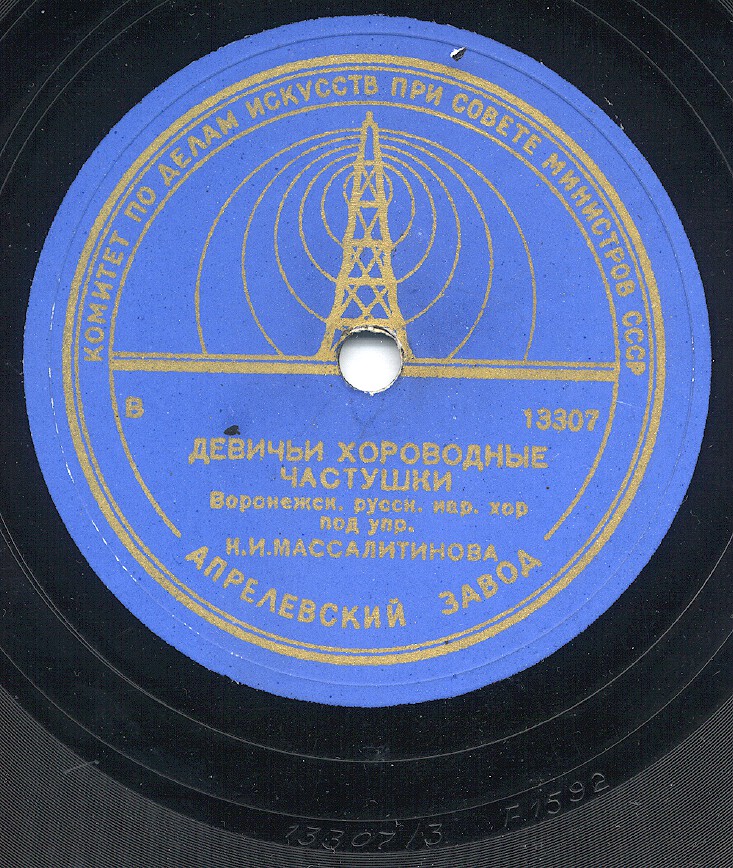 КОМИТЕТ ПО ДЕЛАМ ИСКУССТВ ПРИ СОВЕТЕ МИНИСТРОВ СССР
В 13307
ДЕВИЧЬИ ХОРОВОДНЫЕ
ЧАСТУШКИ
Воронежск. русск. нар. хор
под упр.
К.И.МАССАЛИТИНОВА
АПРЕЛЕВСКИЙ ЗАВОД
13307/3 F1592